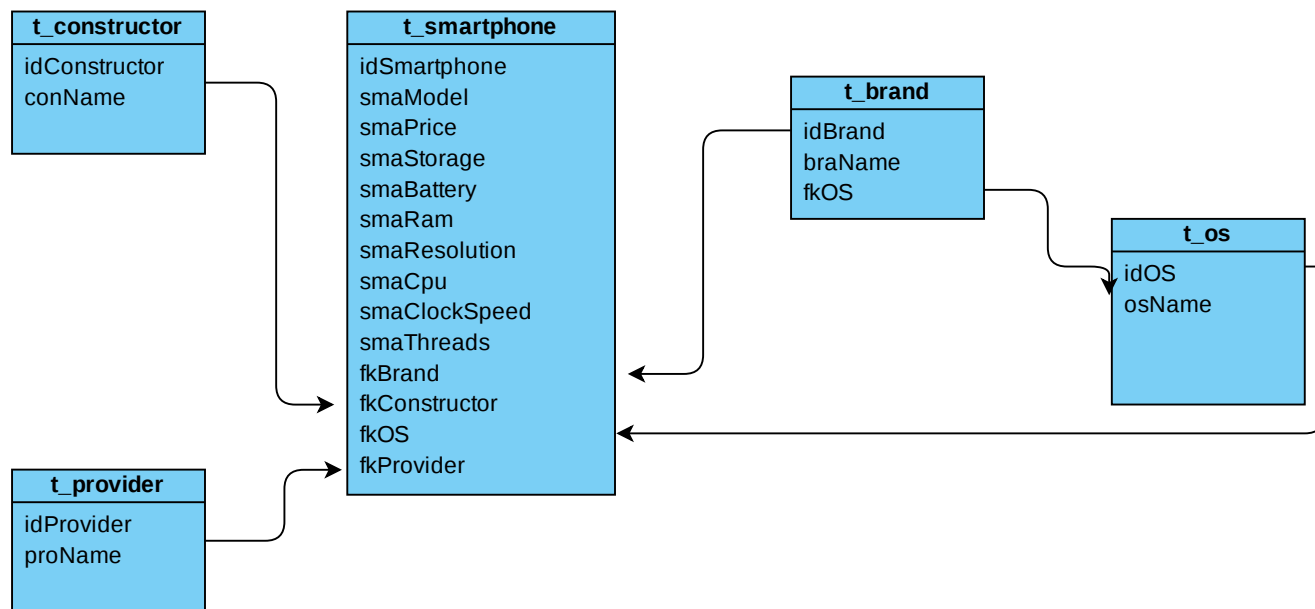 t_constructor
idConstructor
conName
t_smartphone
idSmartphone
smaModel
smaPrice
smaStorage
smaBattery
smaRam
smaResolution
smaCpu
smaClockSpeed
smaThreads
fkBrand
fkConstructor
fkOS
fkProvider
t_brand
idBrand
braName
fkOS
t_os
idOS
osName
t_provider
idProvider
proName